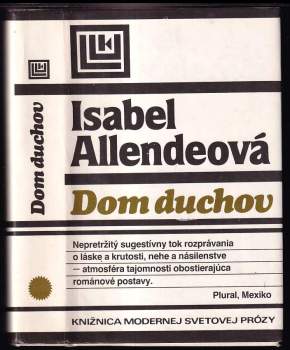 Dom duchov
Isabel
Allendeová
Dom duchov
Nepretržitý sugestívny tok rozprávania
o láske a krutosti, nehe a násilenstve
— atmosféra tajomnosti obostierajúca
románové postavy.
Plural, Mexiko
KNIŽNICA MODERNEJ SVETOVEJ PRÓZY